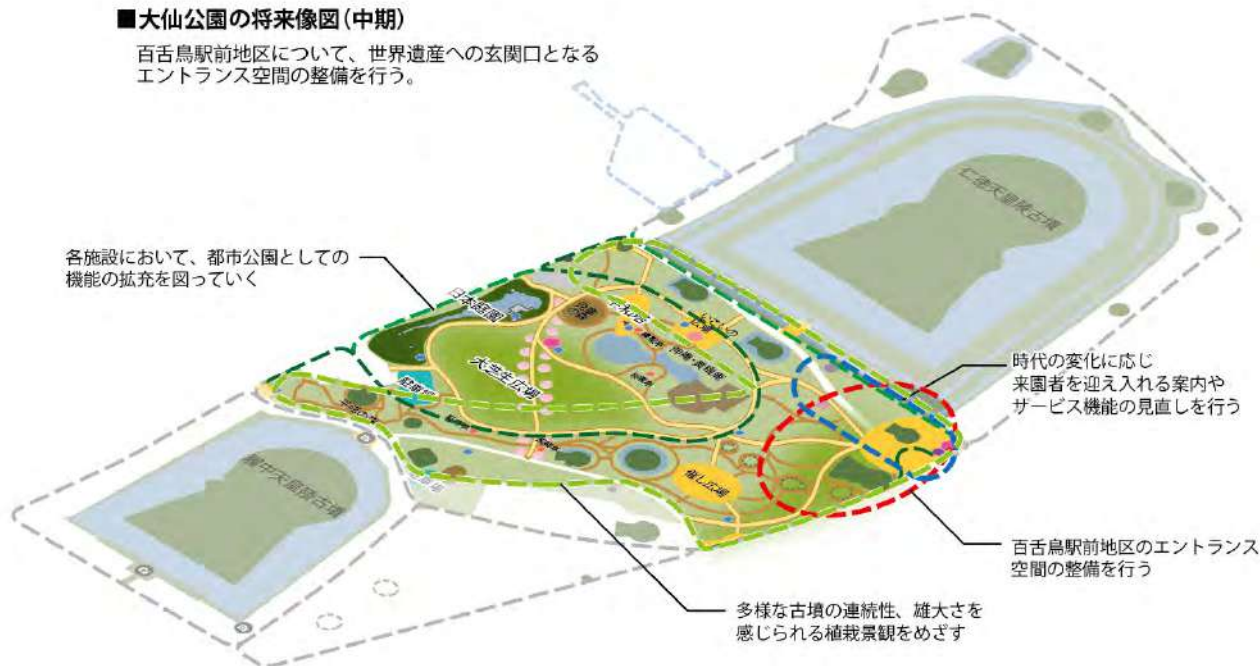 ■大仙公園の将来像図(中期)
百舌鳥駅前地区について、世界遺産への玄関口となる
エントランス空間の整備を行う。
仁徳天皇陵古墳
各施設において、都市公園としての
機能の拡充を図っていく
日本庭園
大芝生広場
駐車場
時代の変化に応じ
来園者を迎え入れる案内や
サービス機能の見直しを行う
催し広場
履中天皇陵古墳
百舌鳥駅前地区のエントランス
空間の整備を行う
多様な古墳の連続性、雄大さを
感じられる植栽景観をめざす